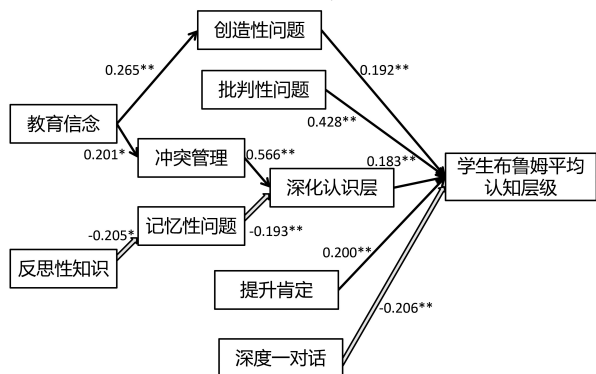 创造性问题
0.265**
0.192**
批判性问题
0.428**
教育信念
0.201*
冲突管理
0.566**
0.183**
学生布鲁姆平均
认知层级
深化认识层
记忆性问题
-0.205*
-0.193**
反思性知识
0.200**
提升肯定
-0.206**
深度一对话